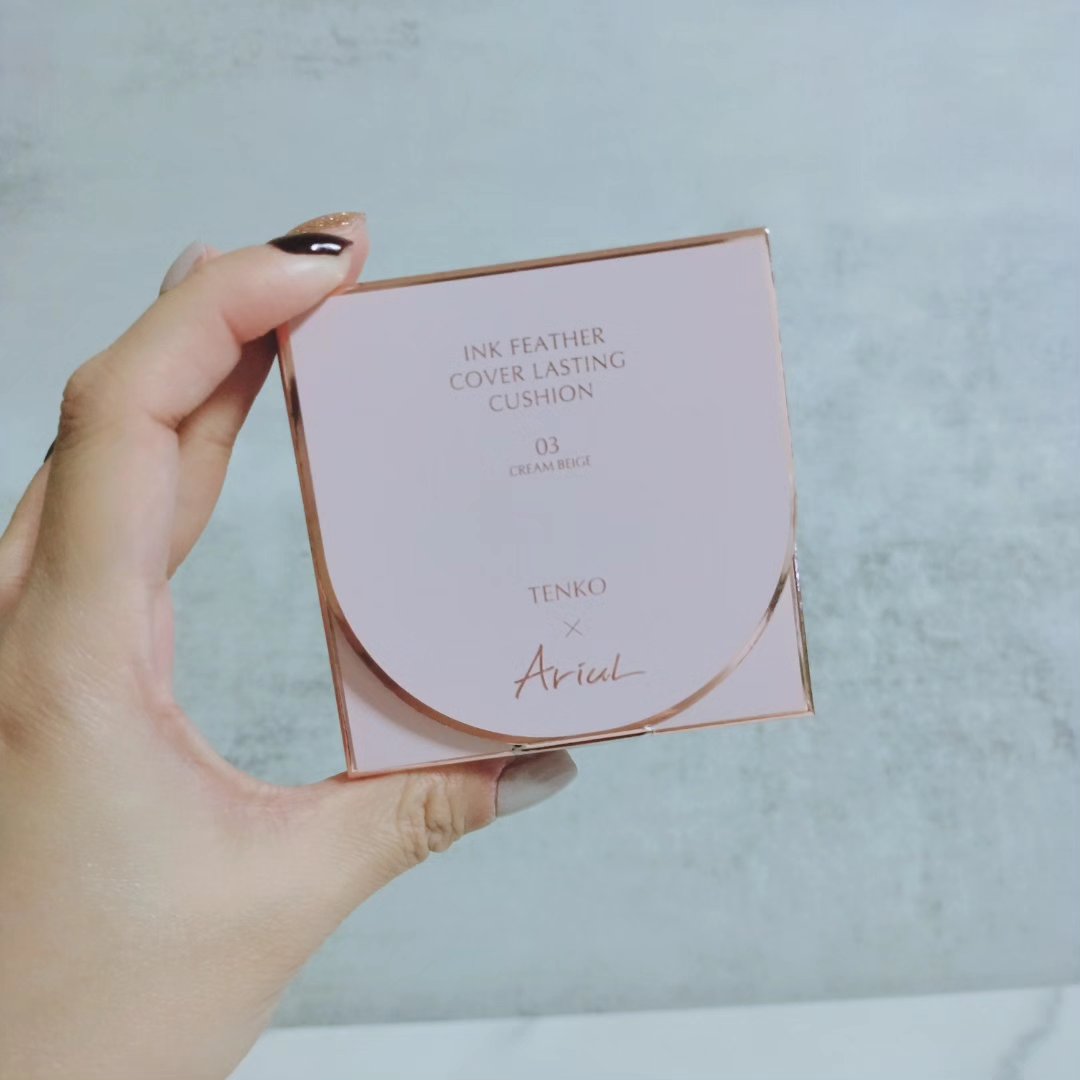 INK FEATHER
COVER LASTING
CUSHION
03
CREAM BEIGE
TENKO
×
Ariul